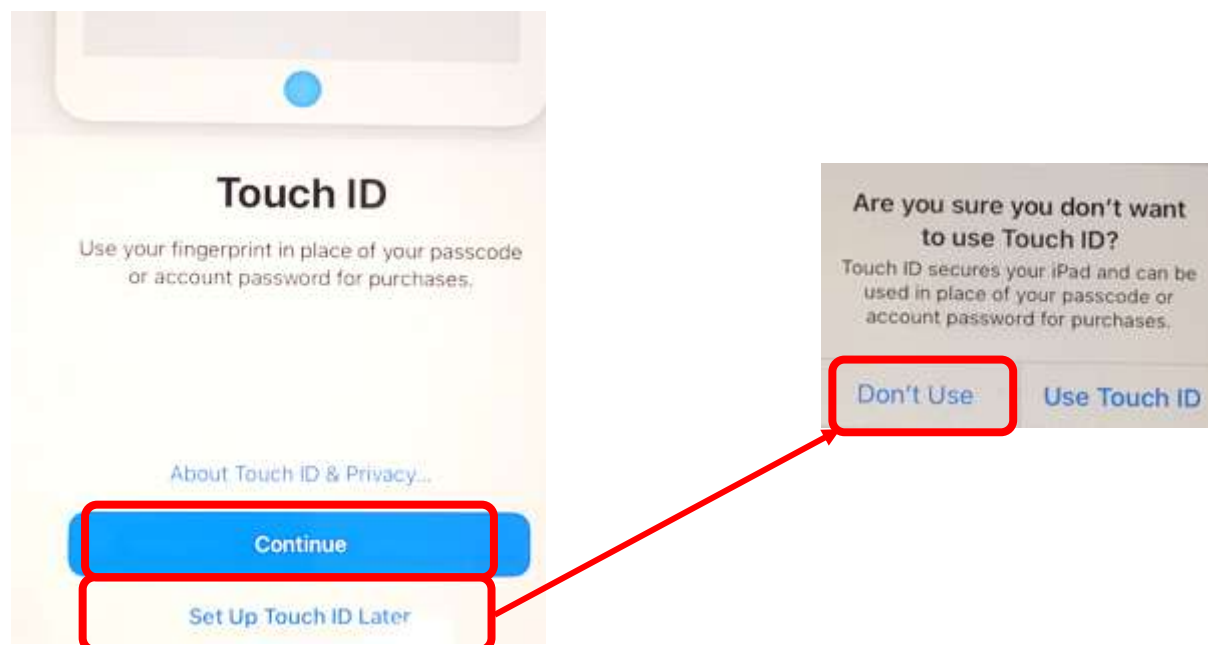 Touch ID
Use your fingerprint in place of your passcode
or account password for purchases.
About Touch ID & Privacy...
Continue
Set Up Touch ID Later
Are you sure you don't want
to use Touch ID?
Touch ID secures your iPad and can be
used in place of your passcode or
account password for purchases.
Don't Use
Use Touch ID